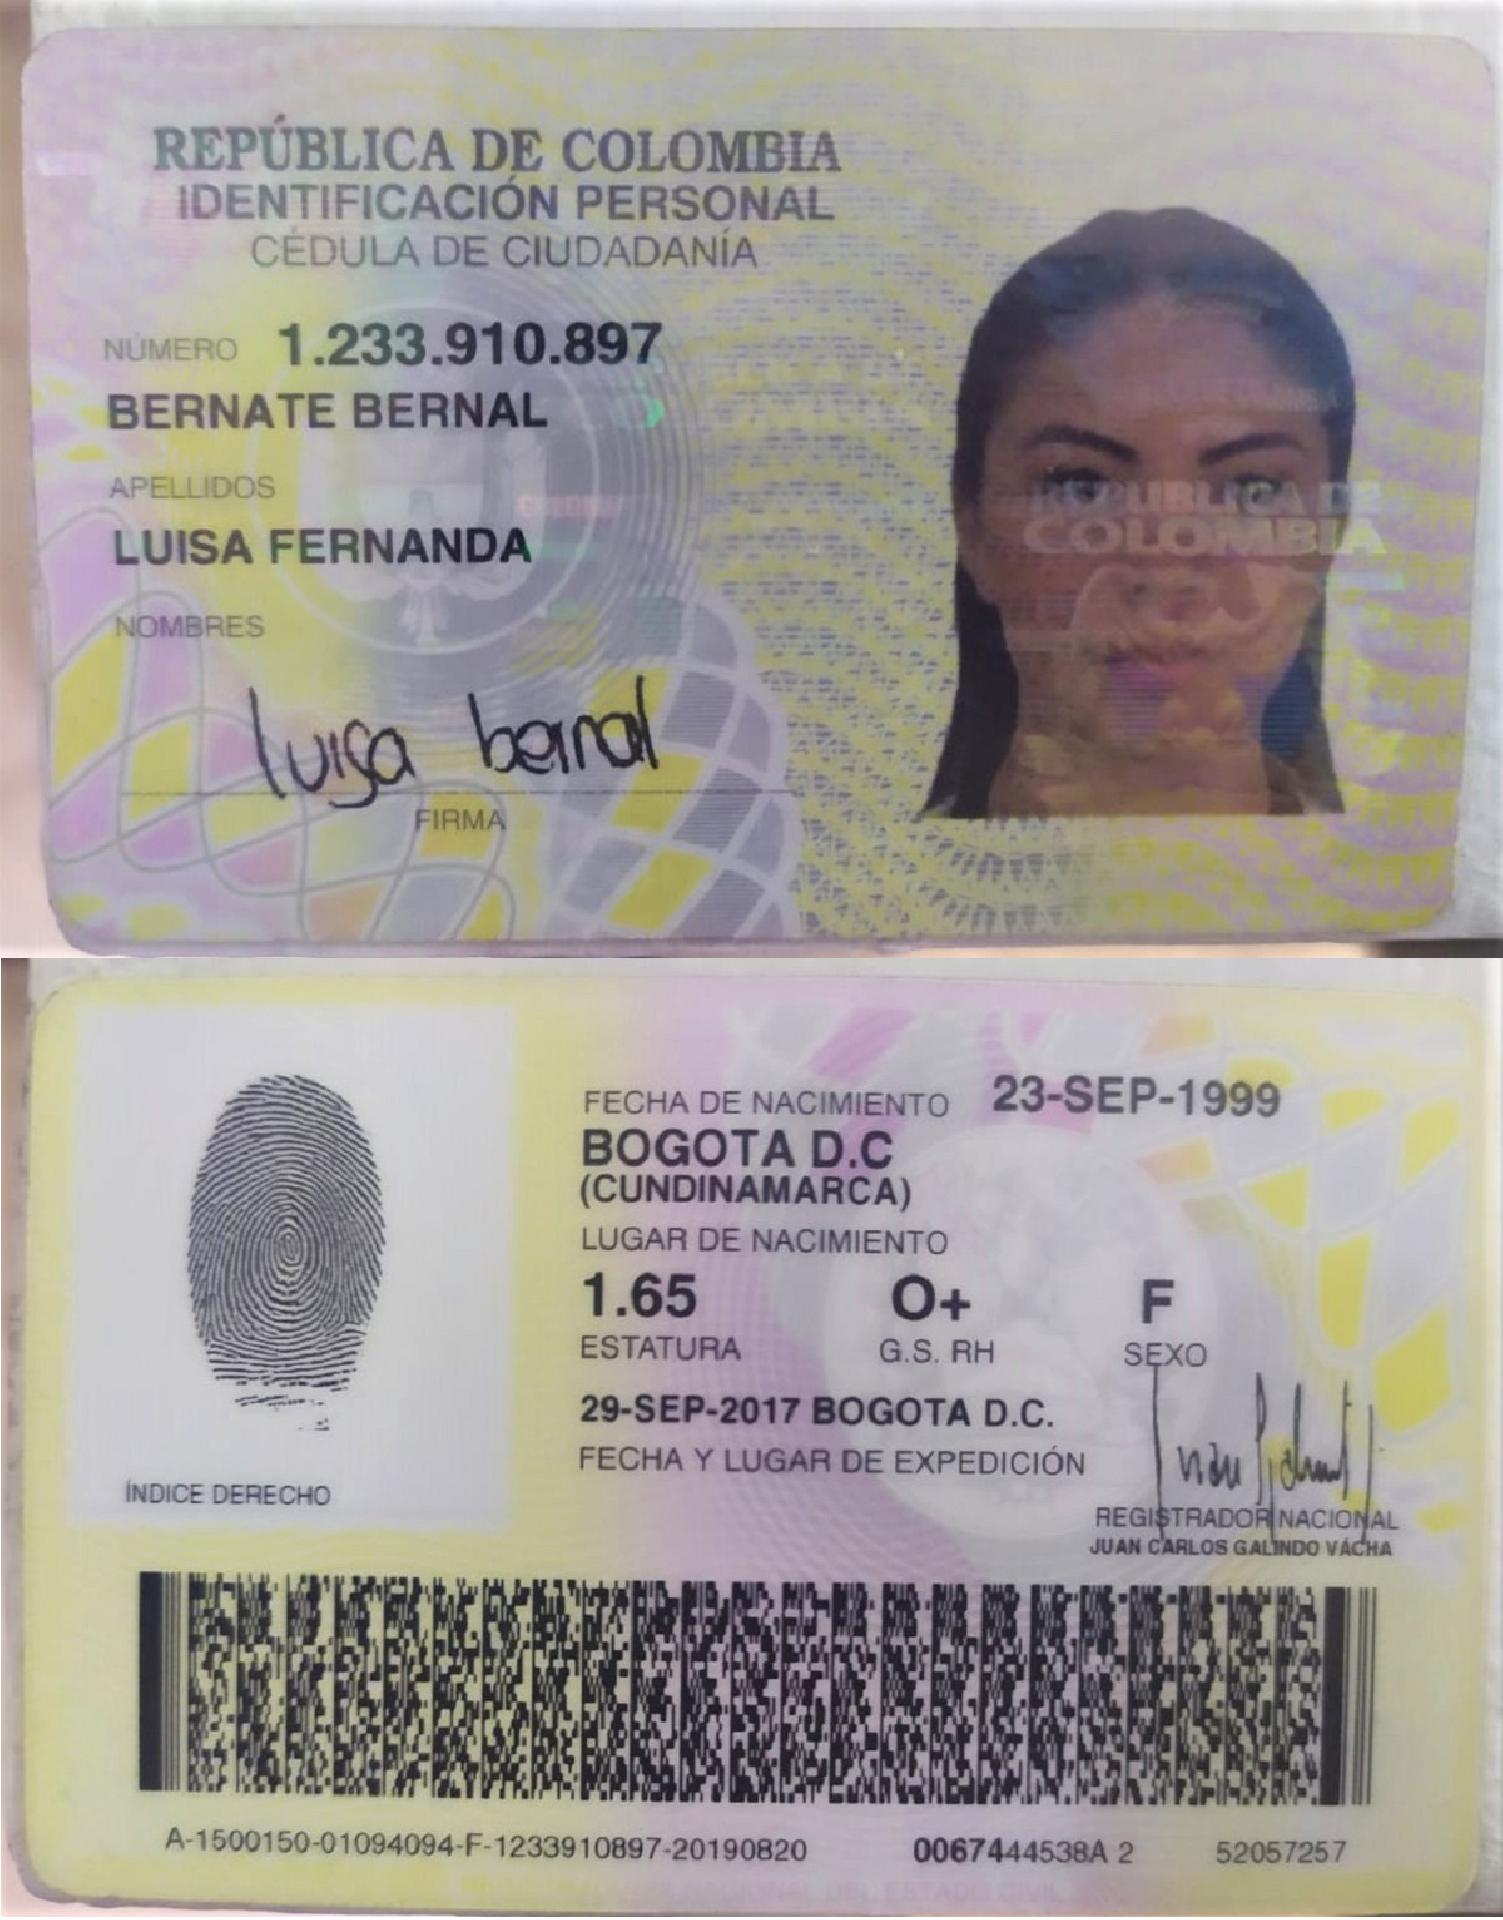 REPÚBLICA DE COLOMBIA
IDENTIFICACIÓN PERSONAL
CÉDULA DE CIUDADANÍA
NÚMERO 1.233.910.897
BERNATE BERNAL
APELLIDOS
LUISA FERNANDA
NOMBRES
luisa bernal
FIRMA
REPUBLICA DE
COLOMBIA
FECHA DE NACIMIENTO 23-SEP-1999
BOGOTA D.C
(CUNDINAMARCA)
LUGAR DE NACIMIENTO
1.65 O+ F
ESTATURA G.S. RH SEXO
29-SEP-2017 BOGOTA D.C.
FECHA Y LUGAR DE EXPEDICIÓN
ÍNDICE DERECHO
REGISTRADOR NACIONAL
JUAN CARLOS GALINDO VÁCHA
A-1500150-01094094-F-1233910897-20190820 0067444538A 2 52057257